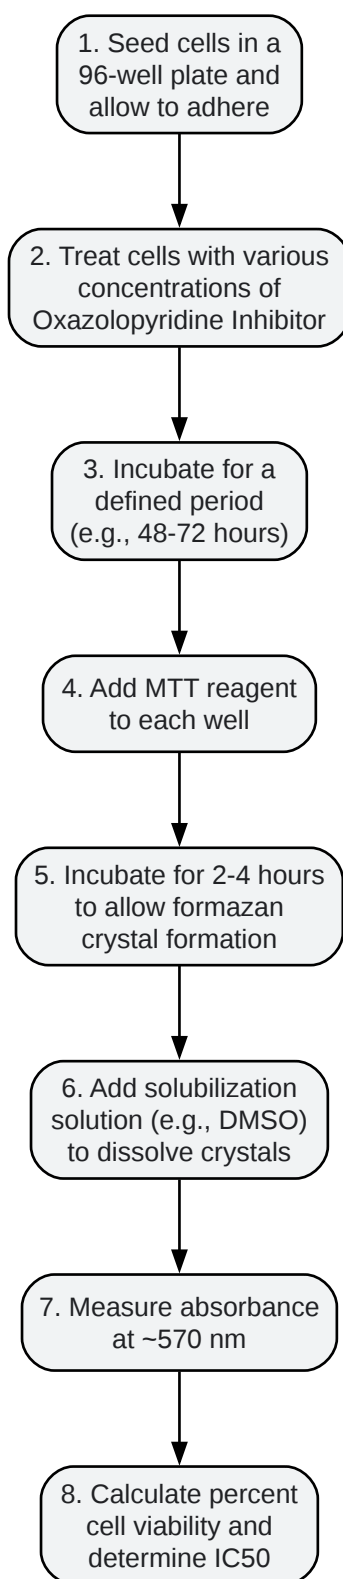 1. Seed cells in a
96-well plate and
allow to adhere
2. Treat cells with various
concentrations of
Oxazolopyridine Inhibitor
3. Incubate for a
defined period
(e.g., 48-72 hours)
4. Add MTT reagent
to each well
5. Incubate for 2-4 hours
to allow formazan
crystal formation
6. Add solubilization
solution (e.g., DMSO)
to dissolve crystals
7. Measure absorbance
at ~570 nm
8. Calculate percent
cell viability and
determine IC50